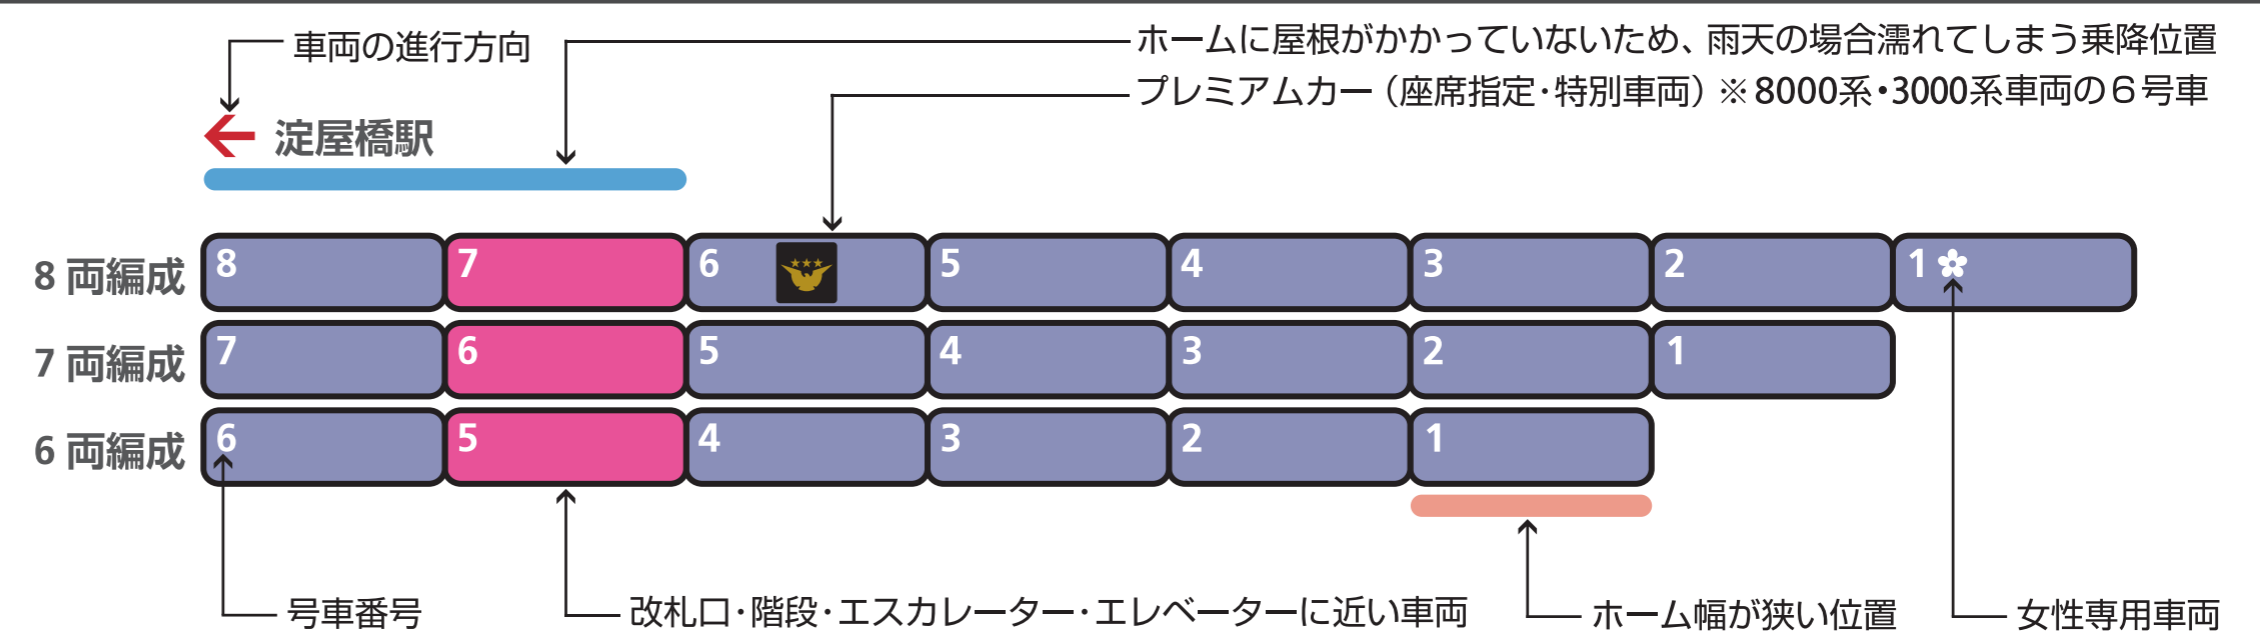 車両の進行方向
ホームに屋根がかかっていないため、雨天の場合濡れてしまう乗降位置
プレミアムカー（座席指定･特別車両）※8000系･3000系車両の６号車
淀屋橋駅
8両編成 8 7 6 5 4 3 2 1
7両編成 7 6 5 4 3 2 1
6両編成 6 5 4 3 2 1
号車番号
改札口･階段･エスカレーター･エレベーターに近い車両
ホーム幅が狭い位置
女性専用車両